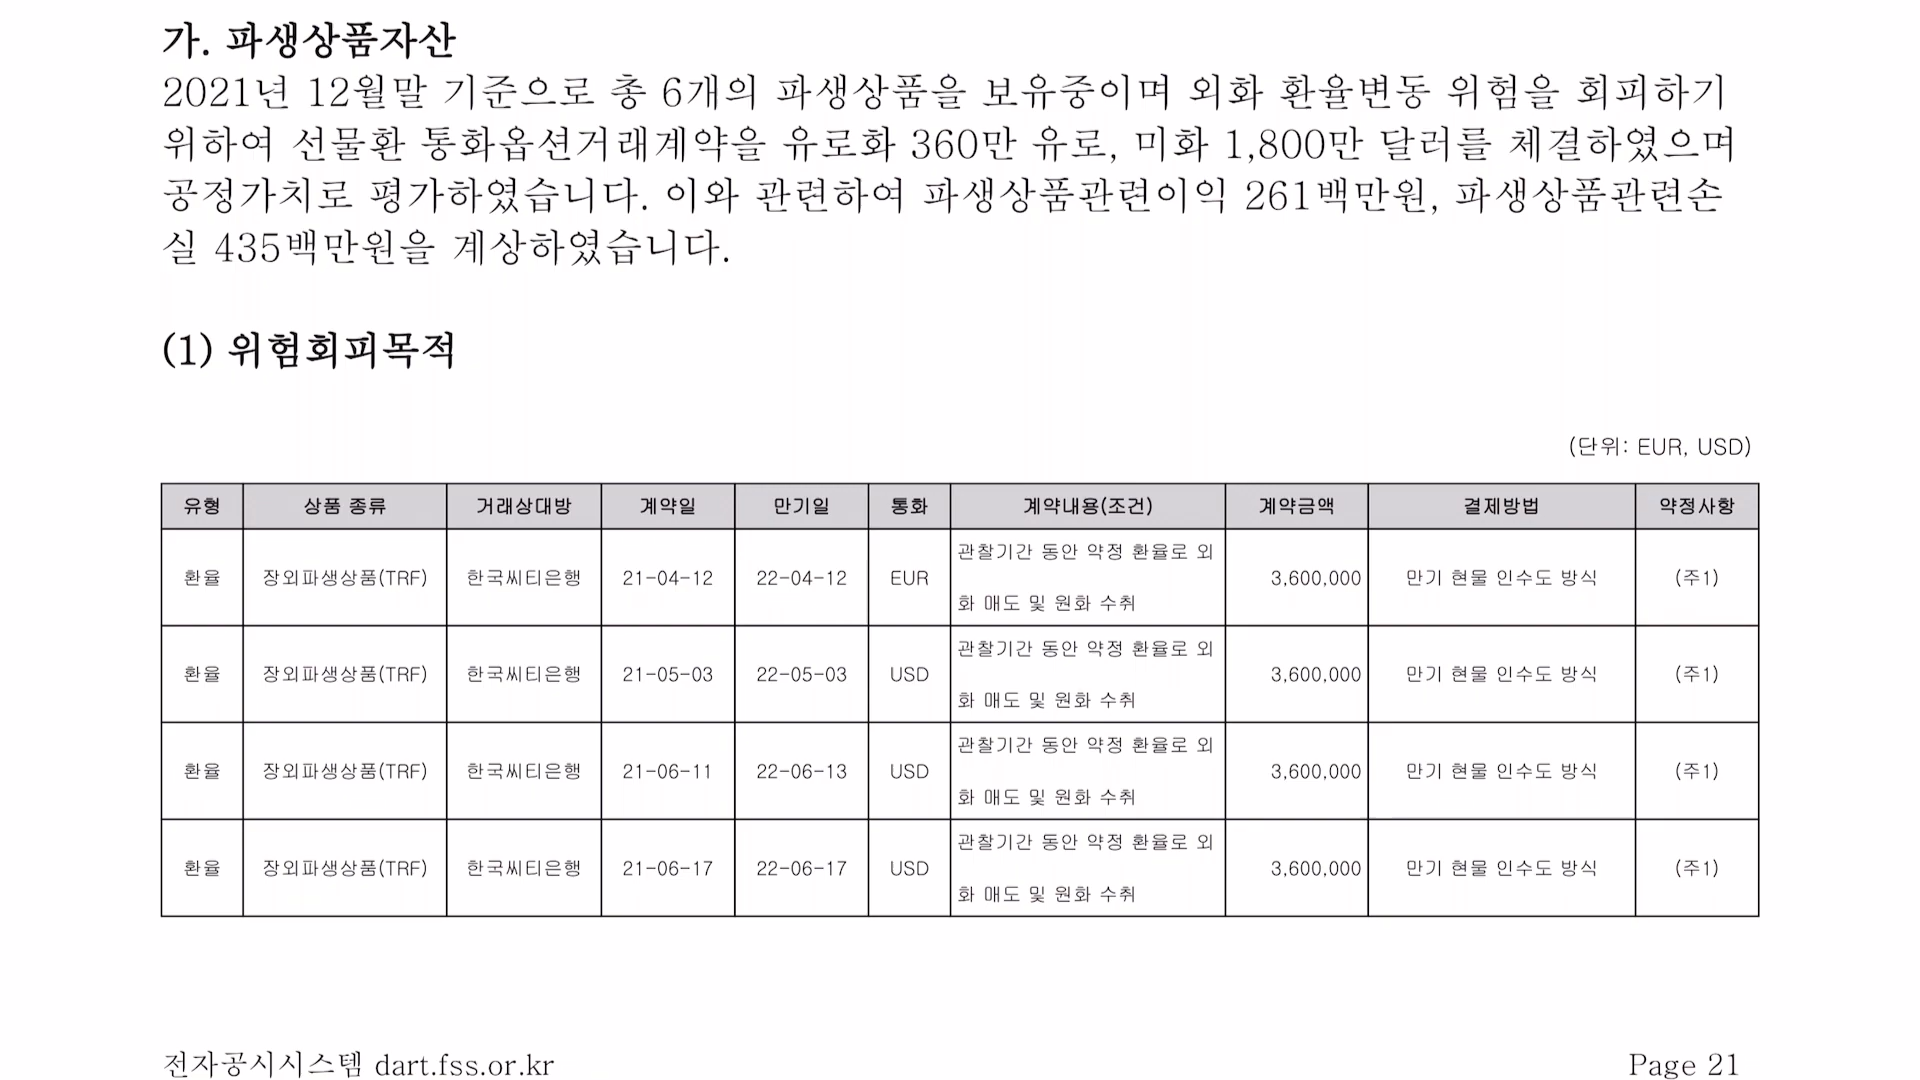 가. 파생상품자산
2021년 12월말 기준으로 총 6개의 파생상품을 보유중이며 외화 환율변동 위험을 회피하기
위하여 선물환 통화옵션거래계약을 유로화 360만 유로, 미화 1,800만 달러를 체결하였으며
공정가치로 평가하였습니다. 이와 관련하여 파생상품관련이익 261백만원, 파생상품관련손
실 435백만원을 계상하였습니다.
(1) 위험회피목적
(단위: EUR, USD)
유형 상품 종류 거래상대방 계약일 만기일 통화 계약내용(조건) 계약금액 결제방법 약정사항
환율 장외파생상품(TRF) 한국씨티은행 21-04-12 22-04-12 EUR 관찰기간 동안 약정 환율로 외
화 매도 및 원화 수취 3,600,000 만기 현물 인수도 방식 (주1)
환율 장외파생상품(TRF) 한국씨티은행 21-05-03 22-05-03 USD 관찰기간 동안 약정 환율로 외
화 매도 및 원화 수취 3,600,000 만기 현물 인수도 방식 (주1)
환율 장외파생상품(TRF) 한국씨티은행 21-06-11 22-06-13 USD 관찰기간 동안 약정 환율로 외
화 매도 및 원화 수취 3,600,000 만기 현물 인수도 방식 (주1)
환율 장외파생상품(TRF) 한국씨티은행 21-06-17 22-06-17 USD 관찰기간 동안 약정 환율로 외
화 매도 및 원화 수취 3,600,000 만기 현물 인수도 방식 (주1)
전자공시시스템 dart.fss.or.kr Page 21